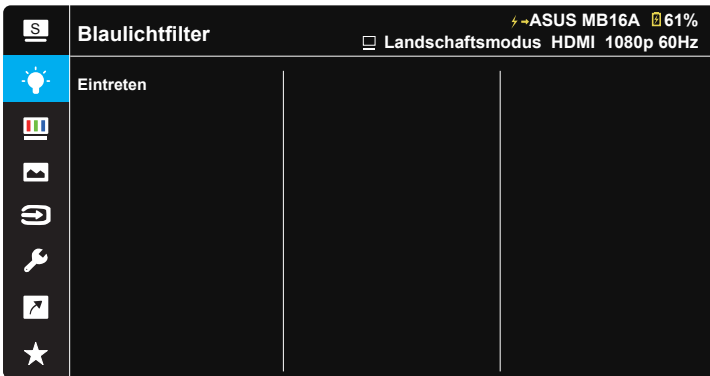 S
Blaulichtfilter
ASUS MB16A 61%
Landschaftsmodus HDMI 1080p 60Hz
Eintreten